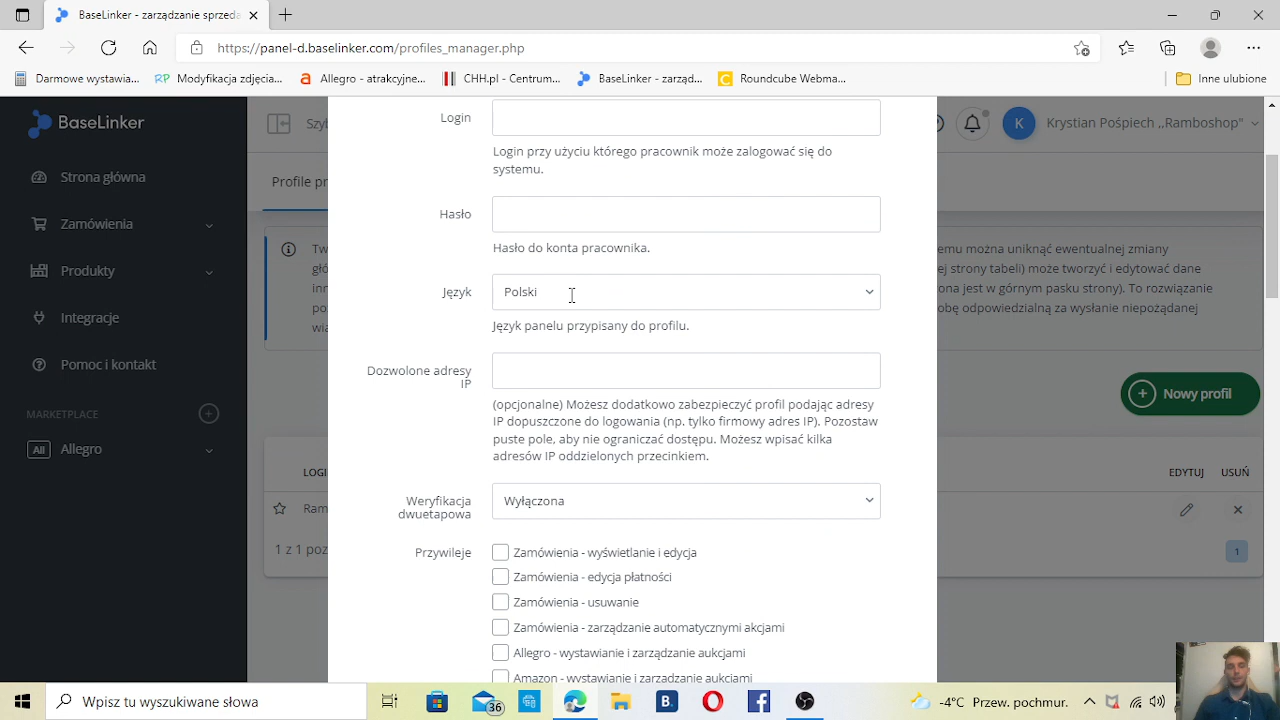 BaseLinker - zarządzanie sprzed
https://panel-d.baselinker.com/profiles_manager.php
Darmowe wystawia...
Modyfikacja zdjęcia...
Allegro - atrakcyjne...
CHH.pl - Centrum...
BaseLinker - zarząd...
Roundcube Webma...
Inne ulubione
BaseLinker
Szyb
K
Krystian Pośpiech ,,Ramboshop"
Strona główna
Zamówienia
Produkty
Integracje
Pomoc i kontakt
MARKETPLACE
All Allegro
Profile pr
Login
Login przy użyciu którego pracownik może zalogować się do
systemu.
Hasło
Hasło do konta pracownika.
Język
Polski
Język panelu przypisany do profilu.
Dozwolone adresy
IP
(opcjonalne) Możesz dodatkowo zabezpieczyć profil podając adresy
IP dopuszczone do logowania (np. tylko firmowy adres IP). Pozostaw
puste pole, aby nie ograniczać dostępu. Możesz wpisać kilka
adresów IP oddzielonych przecinkiem.
Weryfikacja
dwuetapowa
Wyłączona
Przywileje
Zamówienia - wyświetlanie i edycja
Zamówienia - edycja płatności
Zamówienia - usuwanie
Zamówienia - zarządzanie automatycznymi akcjami
Allegro - wystawianie i zarządzanie aukcjami
Amazon - wystawianie i zarządzanie aukcjami
Tw
głó
inn
poz
wia
emu można uniknąć ewentualnej zmiany
ej strony tabeli) może tworzyć i edytować dane
ię w górnym pasku strony). To rozwiązanie
obę odpowiedzialną za wysłanie niepożądanej
Nowy profil
LOGI
EDYTUJ
USUŃ
Ram
1 z 1 poz
1
Wpisz tu wyszukiwane słowa
36
B.
-4°C Przew. pochmur.